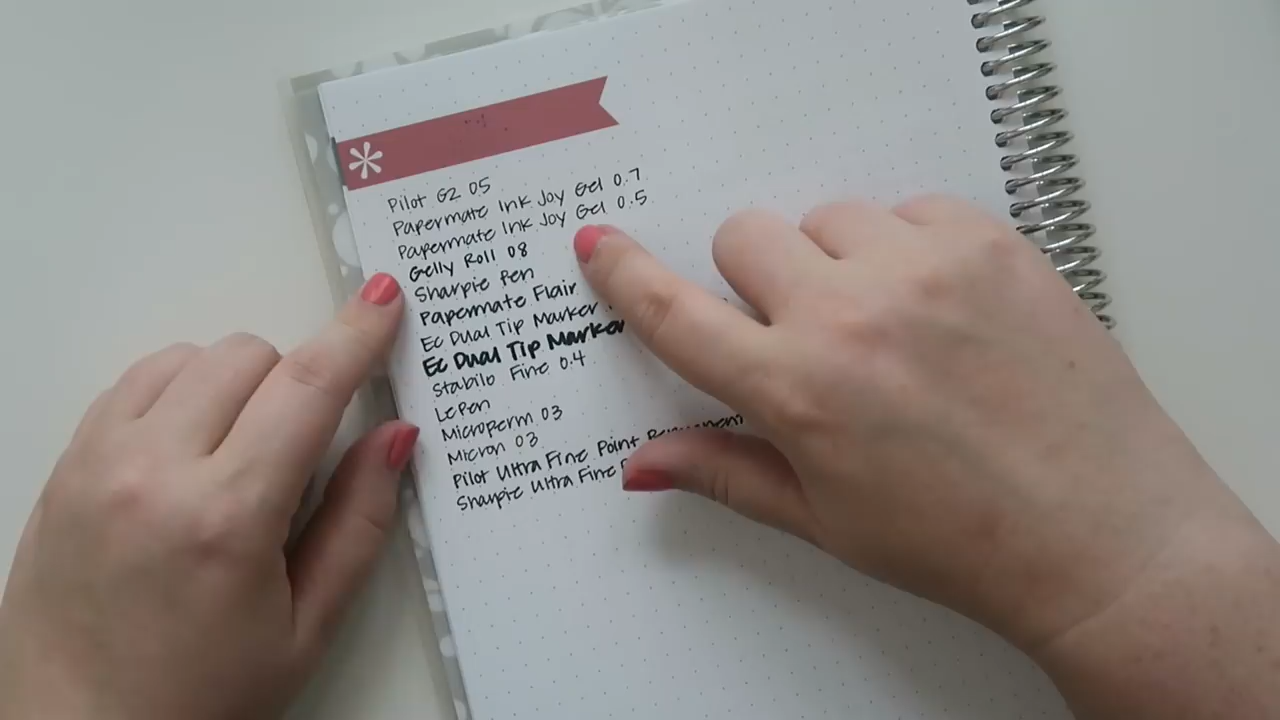 Pilot G2 05
Papermate Ink Joy Gel 0.7
Papermate Ink Joy Gel 0.5
Gelly Roll 08
Sharpie Pen
Papermate Flair
Ec Dual Tip Marker
Ec Dual Tip Marker
Stabilo Fine 0.4
LePen
Microperm 03
Micron 03
Pilot Ultra Fine Point Permanent
Sharpie Ultra Fine